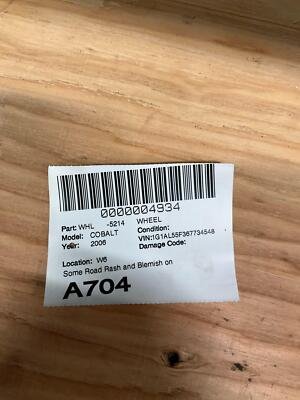 0000004934
Part: WHL -5214 WHEEL
Model: COBALT Condition:
Year: 2006 VIN:1G1AL55F367734548
Damage Code:
Location: W6
Some Road Rash and Blemish on
A704